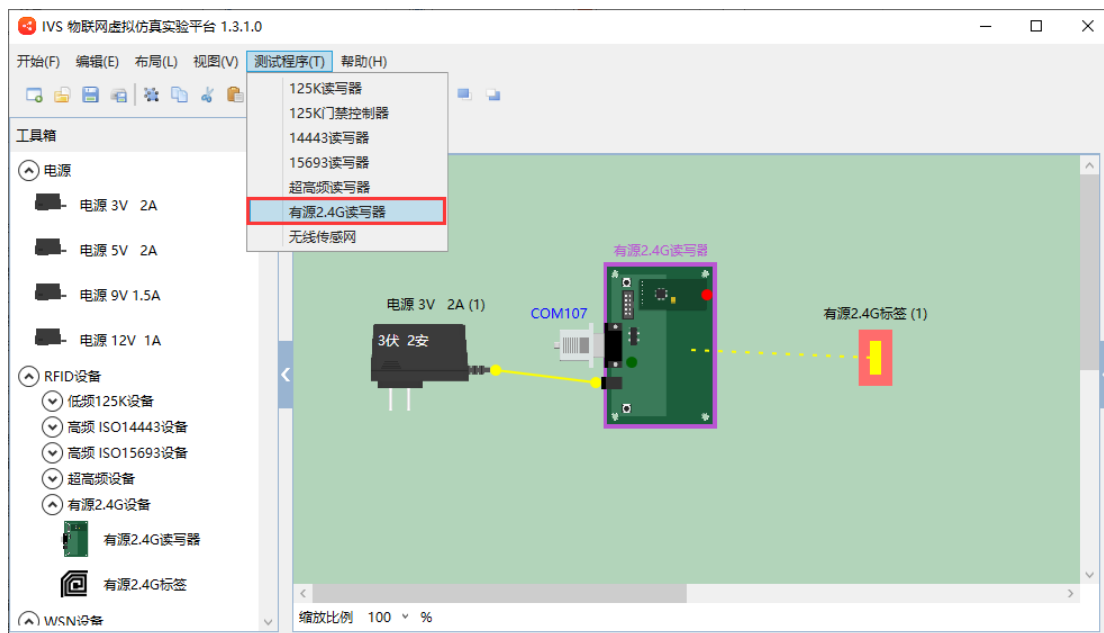 IVS 物联网虚拟仿真实验平台 1.3.1.0
开始(F) 编辑(E) 布局(L) 视图(V) 测试程序(T) 帮助(H)
125K读写器
125K门禁控制器
14443读写器
15693读写器
超高频读写器
有源2.4G读写器
无线传感网
工具箱
电源
电源 3V 2A
电源 5V 2A
电源 9V 1.5A
电源 12V 1A
RFID设备
低频125K设备
高频 ISO14443设备
高频 ISO15693设备
超高频设备
有源2.4G设备
有源2.4G读写器
有源2.4G标签
WSN设备
有源2.4G读写器
电源 3V 2A (1)
COM107
有源2.4G标签 (1)
3伏 2安
缩放比例 100 %